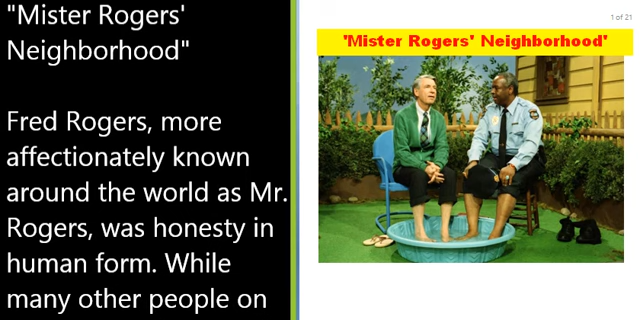 "Mister Rogers'
Neighborhood"
Fred Rogers, more
affectionately known
around the world as Mr.
Rogers, was honesty in
human form. While
many other people on
1 of 21
'Mister Rogers' Neighborhood'